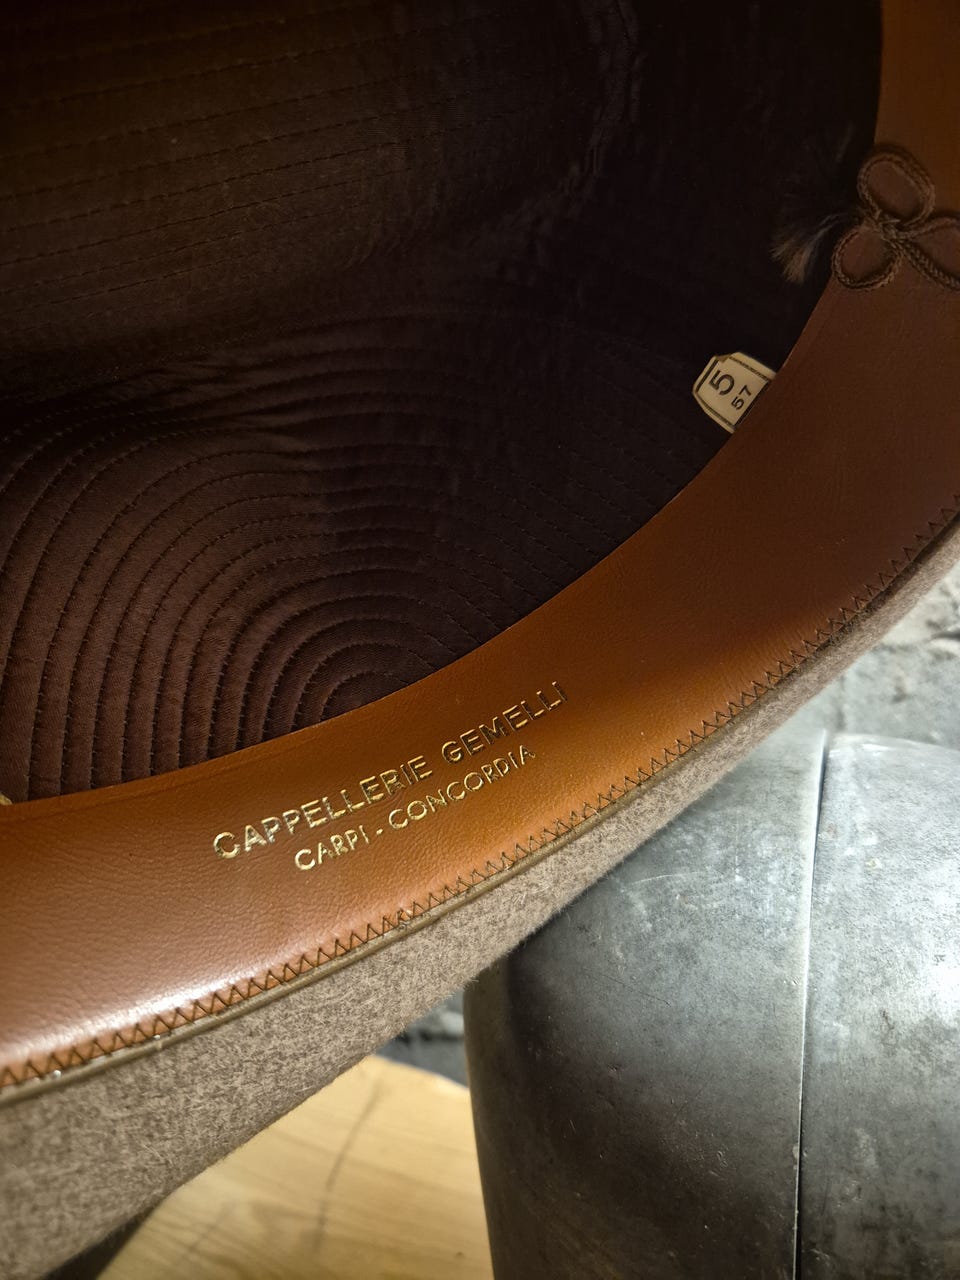 5
57
CAPPELLERIE GEMELLI
CARPI - CONCORDIA